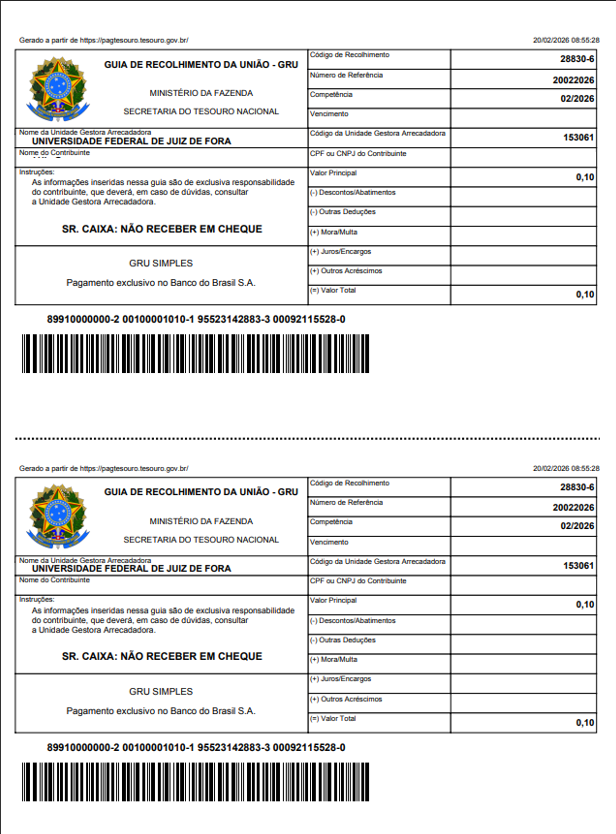 Gerado a partir de https://pagtesouro.tesouro.gov.br/ 20/02/2026 08:55:28
GUIA DE RECOLHIMENTO DA UNIÃO - GRU
MINISTÉRIO DA FAZENDA
SECRETARIA DO TESOURO NACIONAL
Código de Recolhimento 28830-6
Número de Referência 20022026
Competência 02/2026
Vencimento
Nome da Unidade Gestora Arrecadadora
UNIVERSIDADE FEDERAL DE JUIZ DE FORA
Código da Unidade Gestora Arrecadadora 153061
Nome do Contribuinte
CPF ou CNPJ do Contribuinte
Instruções:
As informações inseridas nessa guia são de exclusiva responsabilidade
do contribuinte, que deverá, em caso de dúvidas, consultar
a Unidade Gestora Arrecadadora.
SR. CAIXA: NÃO RECEBER EM CHEQUE
Valor Principal 0,10
(-) Descontos/Abatimentos
(-) Outras Deduções
(+) Mora/Multa
GRU SIMPLES
Pagamento exclusivo no Banco do Brasil S.A.
(+) Juros/Encargos
(+) Outros Acréscimos
(=) Valor Total 0,10
89910000000-2 00100001010-1 95523142883-3 00092115528-0
Gerado a partir de https://pagtesouro.tesouro.gov.br/ 20/02/2026 08:55:28
GUIA DE RECOLHIMENTO DA UNIÃO - GRU
MINISTÉRIO DA FAZENDA
SECRETARIA DO TESOURO NACIONAL
Código de Recolhimento 28830-6
Número de Referência 20022026
Competência 02/2026
Vencimento
Nome da Unidade Gestora Arrecadadora
UNIVERSIDADE FEDERAL DE JUIZ DE FORA
Código da Unidade Gestora Arrecadadora 153061
Nome do Contribuinte
CPF ou CNPJ do Contribuinte
Instruções:
As informações inseridas nessa guia são de exclusiva responsabilidade
do contribuinte, que deverá, em caso de dúvidas, consultar
a Unidade Gestora Arrecadadora.
SR. CAIXA: NÃO RECEBER EM CHEQUE
Valor Principal 0,10
(-) Descontos/Abatimentos
(-) Outras Deduções
(+) Mora/Multa
GRU SIMPLES
Pagamento exclusivo no Banco do Brasil S.A.
(+) Juros/Encargos
(+) Outros Acréscimos
(=) Valor Total 0,10
89910000000-2 00100001010-1 95523142883-3 00092115528-0